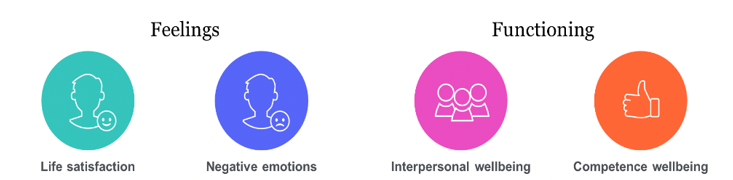 Feelings
Functioning
Life satisfaction
Negative emotions
Interpersonal wellbeing
Competence wellbeing